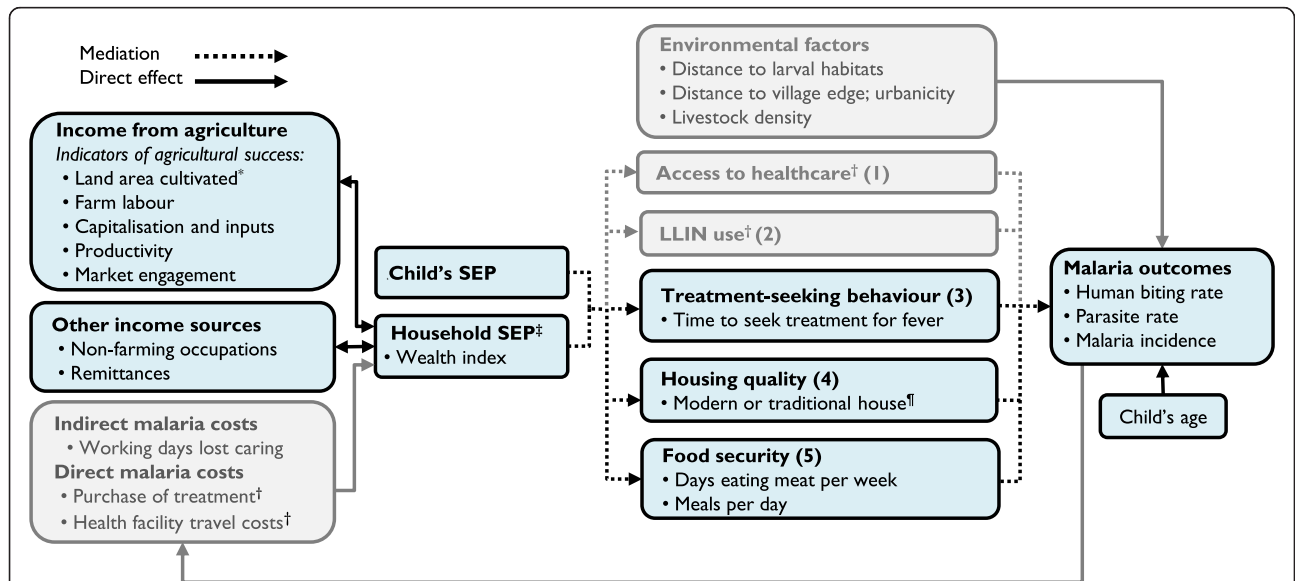 Mediation
Direct effect
Income from agriculture
Indicators of agricultural success:
• Land area cultivated*
• Farm labour
• Capitalisation and inputs
• Productivity
• Market engagement
Other income sources
• Non-farming occupations
• Remittances
Indirect malaria costs
• Working days lost caring
Direct malaria costs
• Purchase of treatment†
• Health facility travel costs†
Child's SEP
Household SEP‡
• Wealth index
Environmental factors
• Distance to larval habitats
• Distance to village edge; urbanicity
• Livestock density
Access to healthcare† (1)
LLIN use† (2)
Treatment-seeking behaviour (3)
• Time to seek treatment for fever
Housing quality (4)
• Modern or traditional house¶
Food security (5)
• Days eating meat per week
• Meals per day
Malaria outcomes
• Human biting rate
• Parasite rate
• Malaria incidence
Child's age